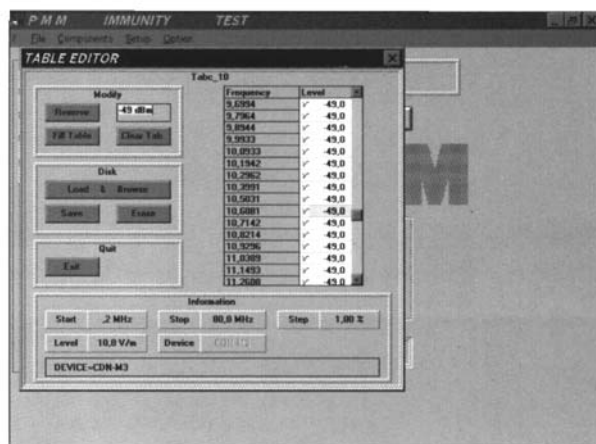 PMM IMMUNITY TEST
File Components Setup Option
TABLE EDITOR
Tabc_10
Modify
Remove -49 dBm
Fill Table Clear Tab
Disk
Load & Browse
Save Erase
Quit
Exit
Frequency Level
9,6994 -49,0
9,7964 -49,0
9,8944 -49,0
9,9933 -49,0
10,0933 -49,0
10,1942 -49,0
10,2962 -49,0
10,3991 -49,0
10,5031 -49,0
10,6081 -49,0
10,7142 -49,0
10,8214 -49,0
10,9296 -49,0
11,0389 -49,0
11,1493 -49,0
11,2608 -49,0
Information
Start ,2 MHz Stop 80,0 MHz Step 1,00 %
Level 10,0 V/m Device
DEVICE=CDN-M3
M